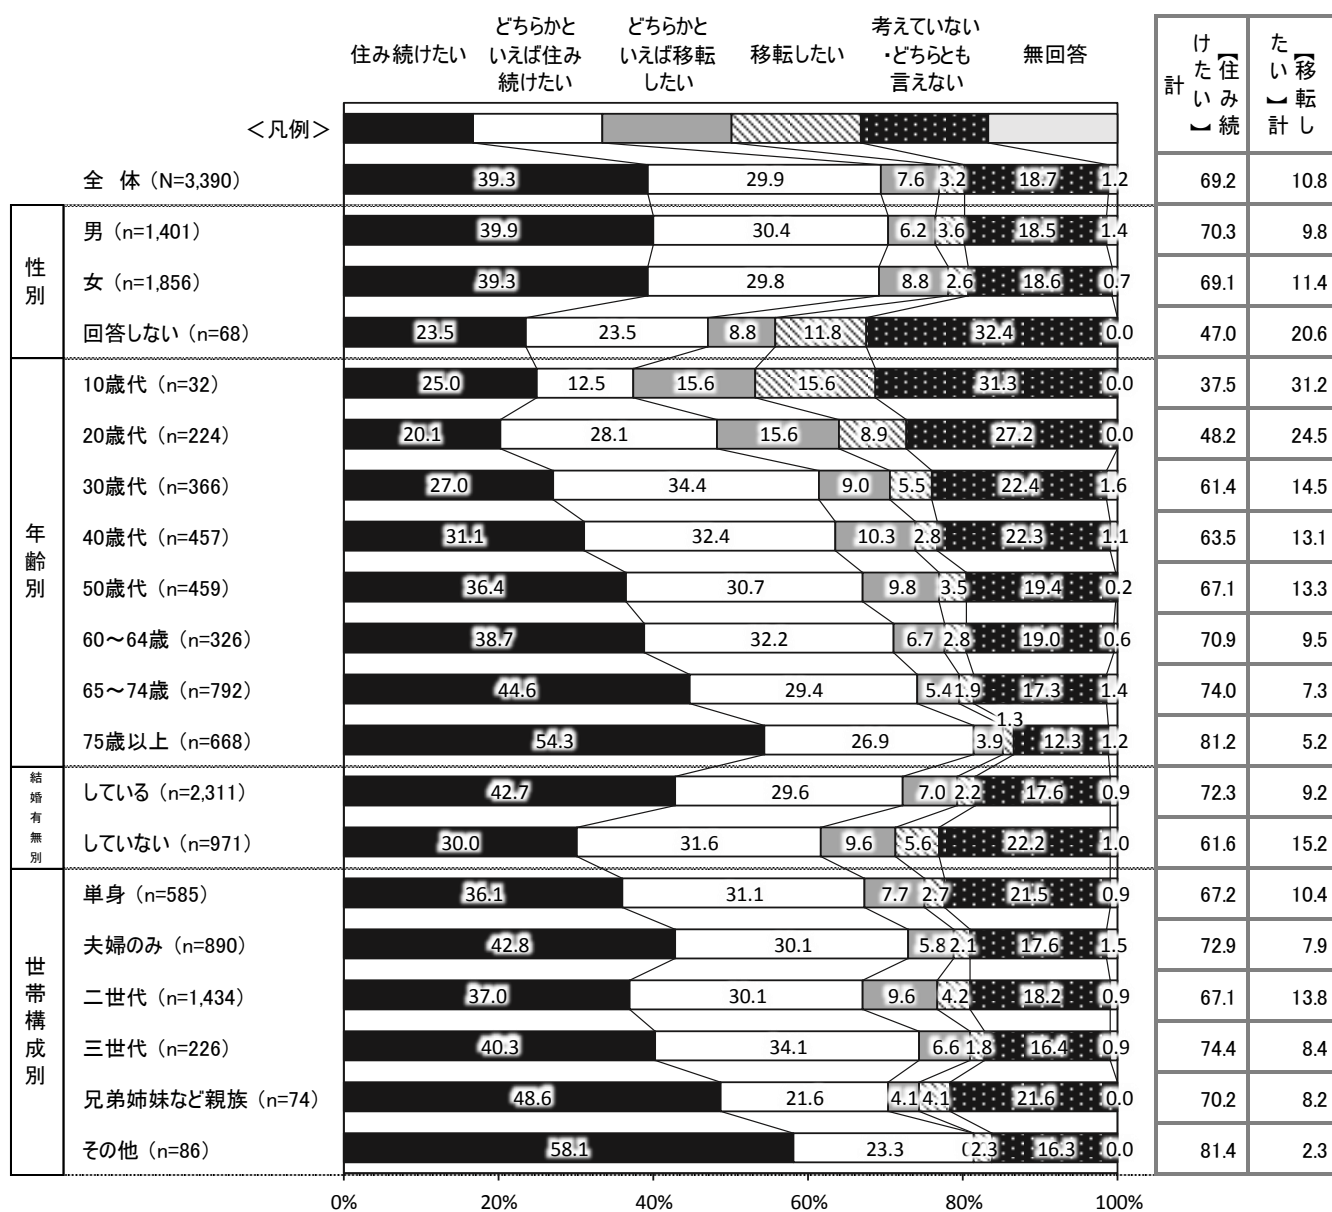 住み続けたい
どちらかと
いえば住み
続けたい
どちらかと
いえば移転
したい
移転したい
考えていない
・どちらとも
言えない
無回答
【住み続けたい】計
【移転したい】計
＜凡例＞
全 体 (N=3,390) 39.3 29.9 7.6 3.2 18.7 1.2 69.2 10.8
性別
男 (n=1,401) 39.9 30.4 6.2 3.6 18.5 1.4 70.3 9.8
女 (n=1,856) 39.3 29.8 8.8 2.6 18.6 0.7 69.1 11.4
回答しない (n=68) 23.5 23.5 8.8 11.8 32.4 0.0 47.0 20.6
年齢別
10歳代 (n=32) 25.0 12.5 15.6 15.6 31.3 0.0 37.5 31.2
20歳代 (n=224) 20.1 28.1 15.6 8.9 27.2 0.0 48.2 24.5
30歳代 (n=366) 27.0 34.4 9.0 5.5 22.4 1.6 61.4 14.5
40歳代 (n=457) 31.1 32.4 10.3 2.8 22.3 1.1 63.5 13.1
50歳代 (n=459) 36.4 30.7 9.8 3.5 19.4 0.2 67.1 13.3
60～64歳 (n=326) 38.7 32.2 6.7 2.8 19.0 0.6 70.9 9.5
65～74歳 (n=792) 44.6 29.4 5.4 1.9 17.3 1.4 74.0 7.3
75歳以上 (n=668) 54.3 26.9 3.9 1.3 12.3 1.2 81.2 5.2
結婚有無別
している (n=2,311) 42.7 29.6 7.0 2.2 17.6 0.9 72.3 9.2
していない (n=971) 30.0 31.6 9.6 5.6 22.2 1.0 61.6 15.2
世帯構成別
単身 (n=585) 36.1 31.1 7.7 2.7 21.5 0.9 67.2 10.4
夫婦のみ (n=890) 42.8 30.1 5.8 2.1 17.6 1.5 72.9 7.9
二世代 (n=1,434) 37.0 30.1 9.6 4.2 18.2 0.9 67.1 13.8
三世代 (n=226) 40.3 34.1 6.6 1.8 16.4 0.9 74.4 8.4
兄弟姉妹など親族 (n=74) 48.6 21.6 4.1 4.1 21.6 0.0 70.2 8.2
その他 (n=86) 58.1 23.3 2.3 16.3 0.0 81.4 2.3
0% 20% 40% 60% 80% 100%